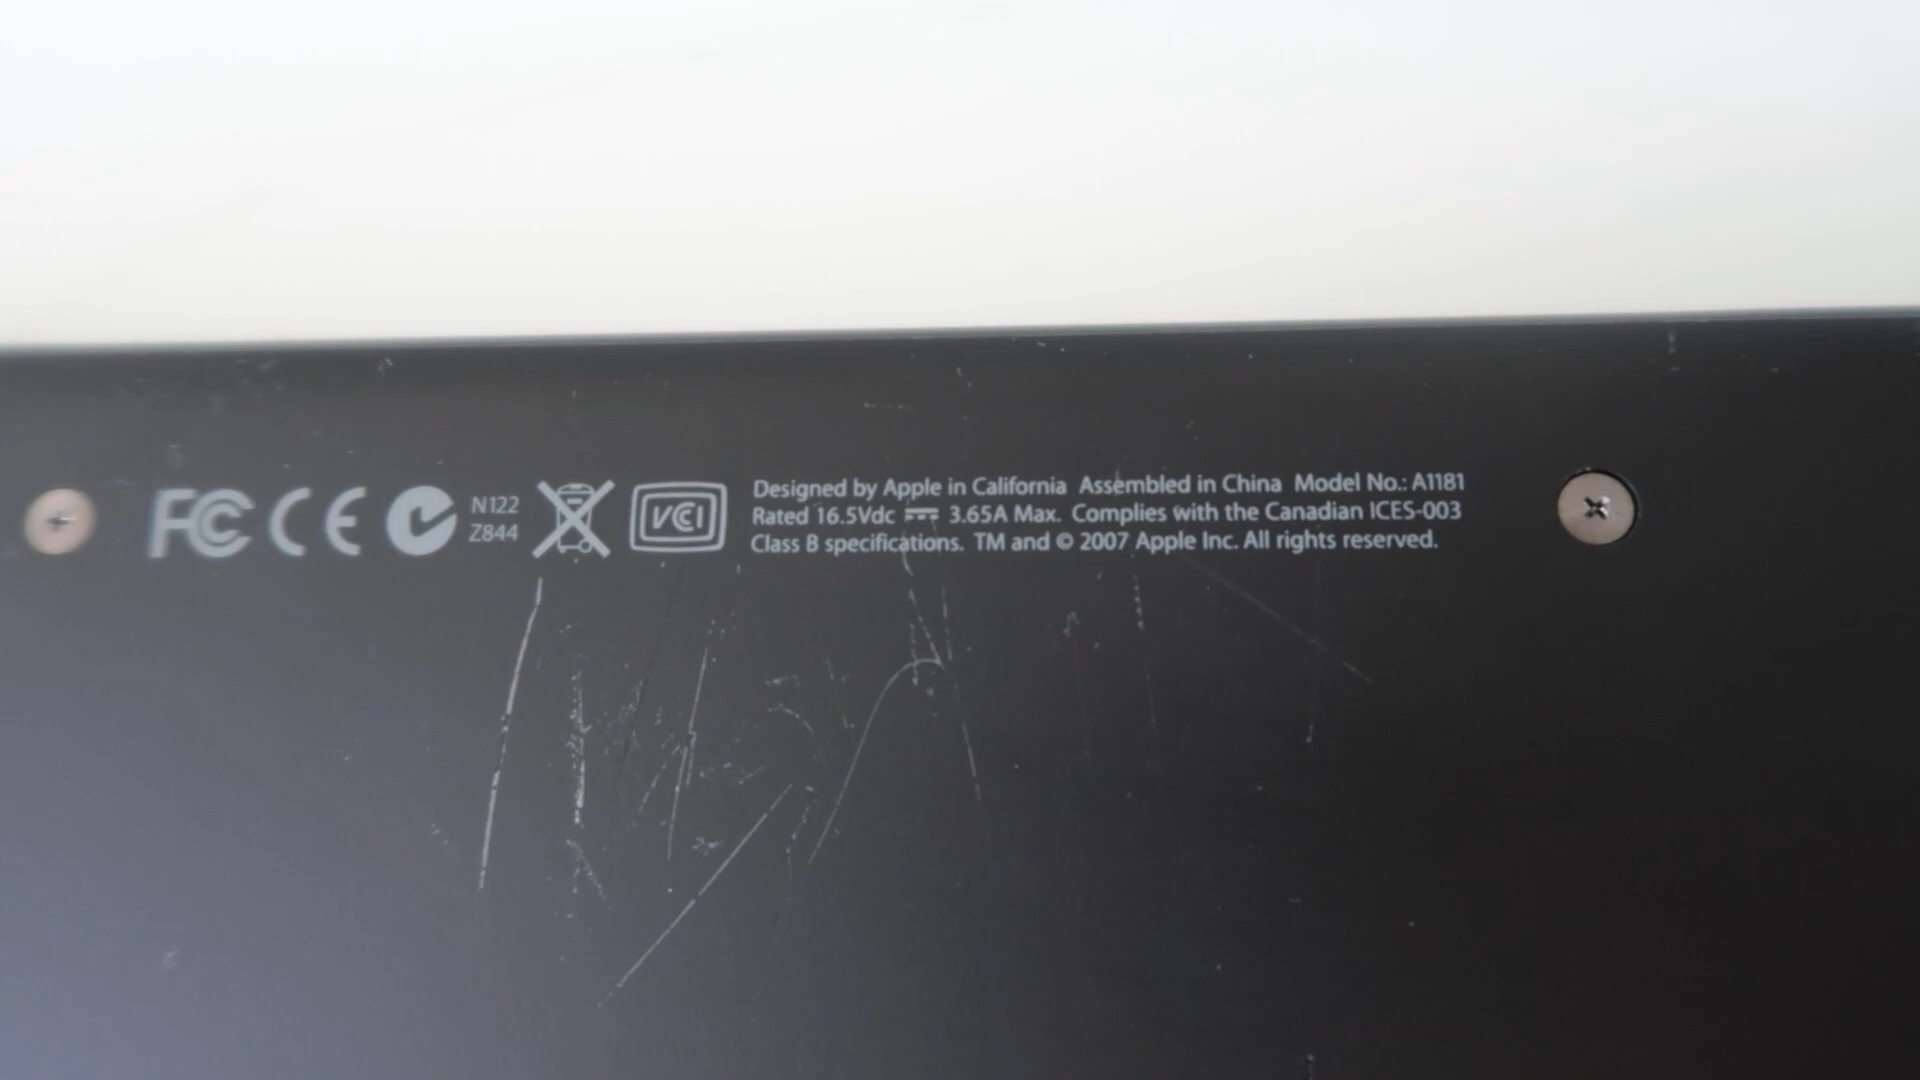 FC CE N122
Z844
VCI
Designed by Apple in California Assembled in China Model No.: A1181
Rated 16.5Vdc ⎓ 3.65A Max. Complies with the Canadian ICES-003
Class B specifications. TM and © 2007 Apple Inc. All rights reserved.